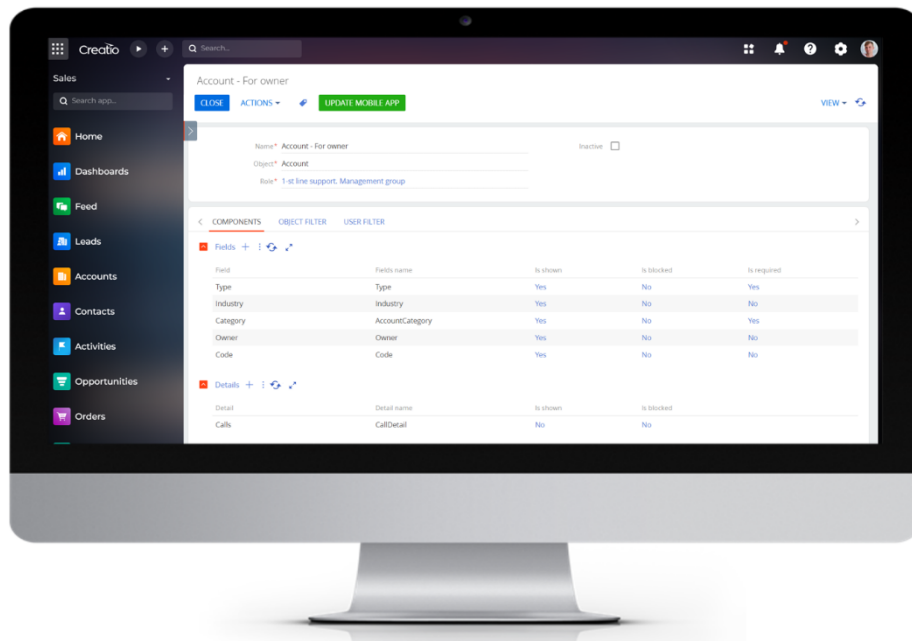 Creatio
Search...
Sales
Search app...
Home
Dashboards
Feed
Leads
Accounts
Contacts
Activities
Opportunities
Orders
Account - For owner
CLOSE ACTIONS UPDATE MOBILE APP VIEW
Name* Account - For owner Inactive
Object* Account
Role* 1-st line support. Management group
COMPONENTS OBJECT FILTER USER FILTER
Fields
Field Fields name Is shown Is blocked Is required
Type Type Yes No Yes
Industry Industry Yes No No
Category AccountCategory Yes No Yes
Owner Owner Yes No No
Code Code Yes No No
Details
Detail Detail name Is shown Is blocked
Calls CallDetail No No